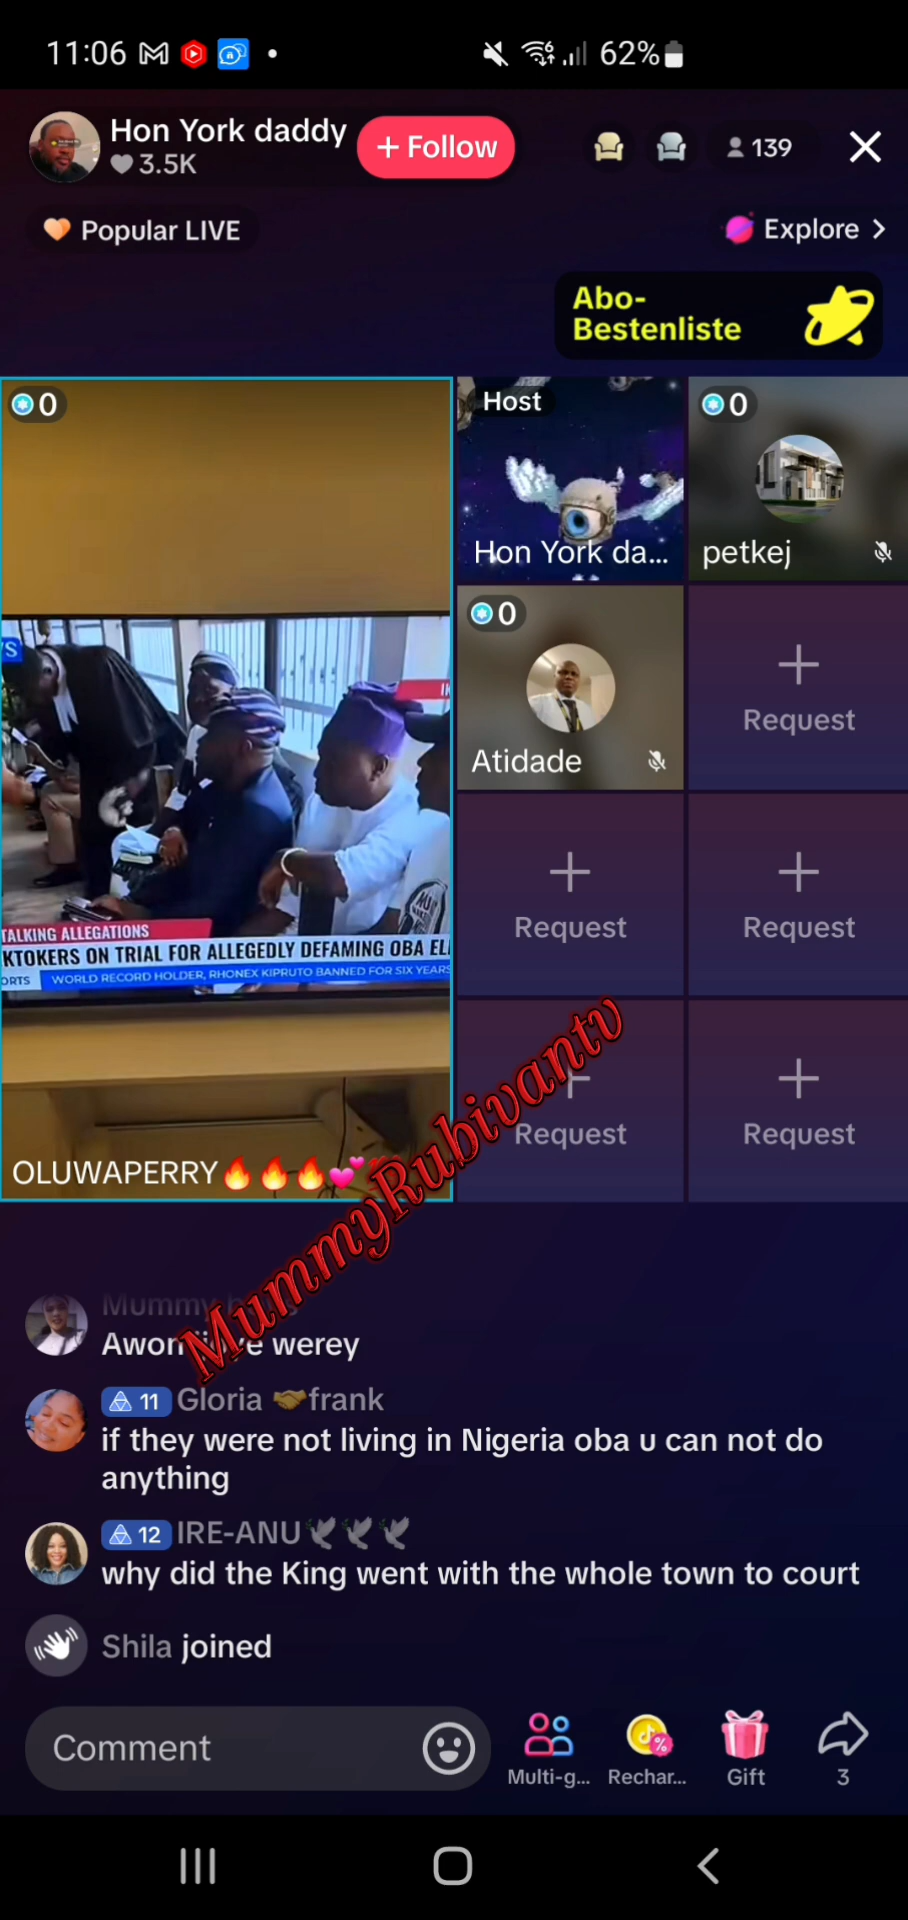 11:06
62%
Hon York daddy
3.5K
+ Follow
139
Popular LIVE
Explore >
Abo-
Bestenliste
0
Host
Hon York da...
0
petkej
0
Atidade
Request
Request
Request
Request
Request
S
TALKING ALLEGATIONS
KTOKERS ON TRIAL FOR ALLEGEDLY DEFAMING OBA EL
ORTS WORLD RECORD HOLDER, RHONEX KIPRUTO BANNED FOR SIX YEARS
OLUWAPERRY🔥🔥🔥💕
MummyRubivantv
Mummy
werey
11 Gloria 🤝frank
if they were not living in Nigeria oba u can not do
anything
12 IRE-ANU🕊🕊🕊
why did the King went with the whole town to court
Shila joined
Comment
Multi-g...
Rechar...
Gift
3